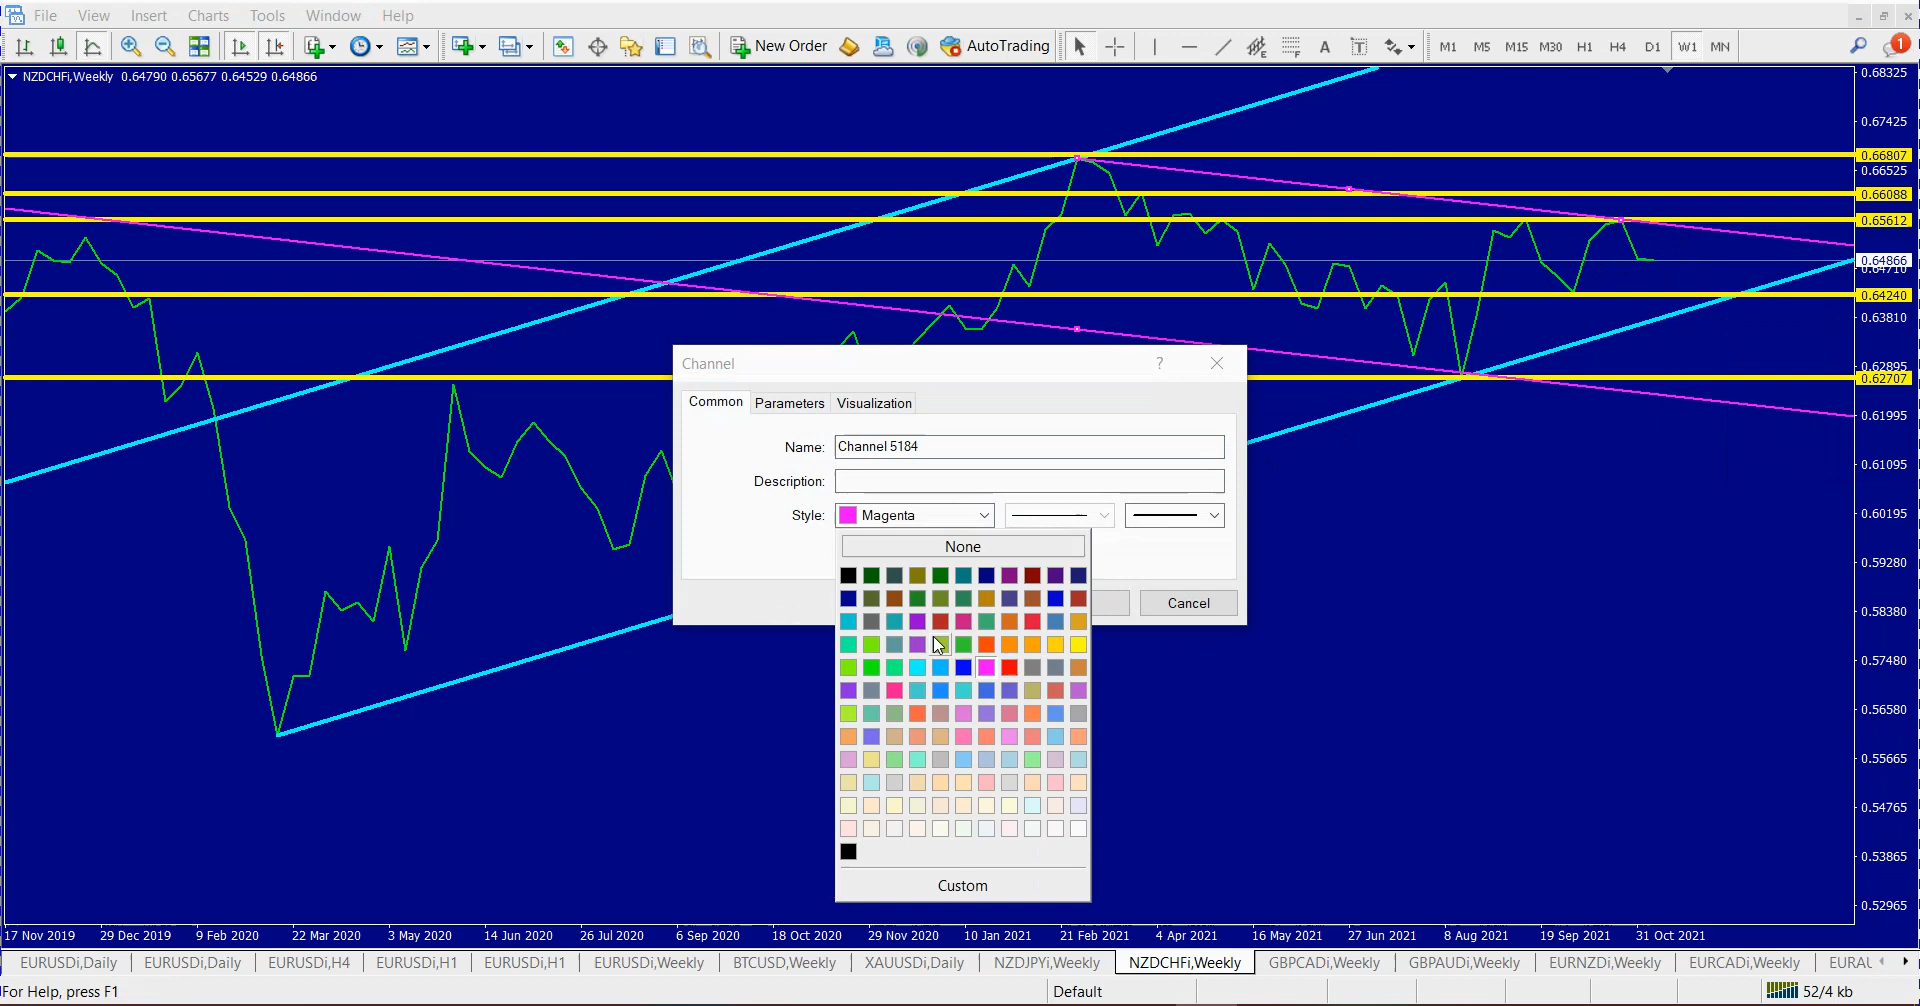 File View Insert Charts Tools Window Help
New Order AutoTrading A T M1 M5 M15 M30 H1 H4 D1 W1 MN 1
NZDCHFi,Weekly 0.64790 0.65677 0.64529 0.64866
0.68325
0.67425
0.66807
0.66525
0.66088
0.65612
0.64866
0.64710
0.64240
0.63810
0.62895
0.62707
0.61995
0.61095
0.60195
0.59280
0.58380
0.57480
0.56580
0.55665
0.54765
0.53865
0.52965
Channel ?
Common Parameters Visualization
Name: Channel 5184
Description:
Style: Magenta
None
Cancel
Custom
17 Nov 2019 29 Dec 2019 9 Feb 2020 22 Mar 2020 3 May 2020 14 Jun 2020 26 Jul 2020 6 Sep 2020 18 Oct 2020 29 Nov 2020 10 Jan 2021 21 Feb 2021 4 Apr 2021 16 May 2021 27 Jun 2021 8 Aug 2021 19 Sep 2021 31 Oct 2021
EURUSDi,Daily EURUSDi,Daily EURUSDi,H4 EURUSDi,H1 EURUSDi,H1 EURUSDi,Weekly BTCUSD,Weekly XAUUSDi,Daily NZDJPYi,Weekly NZDCHFi,Weekly GBPCADi,Weekly GBPAUDi,Weekly EURNZDi,Weekly EURCADi,Weekly EURAU
For Help, press F1 Default 52/4 kb